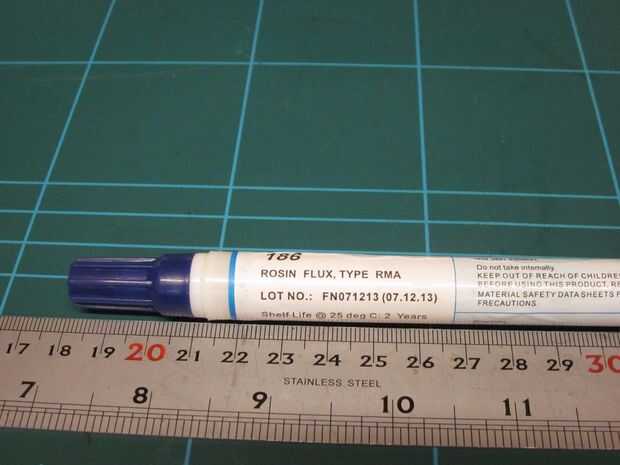 186
ROSIN FLUX, TYPE RMA
LOT NO.: FN071213 (07.12.13)
Shelf Life @ 25 deg C: 2 Years
Do not take internally.
KEEP OUT OF REACH OF CHILDRE
BEFORE USING THIS PRODUCT, RE
MATERIAL SAFETY DATA SHEETS F
PRECAUTIONS
17 18 19 20 21 22 23 24 25 26 27 28 29 30
STAINLESS STEEL
7 8 9 10 11